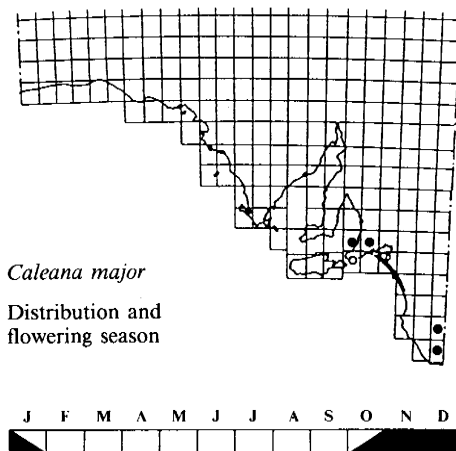 Caleana major
Distribution and
flowering season
J F M A M J J A S O N D